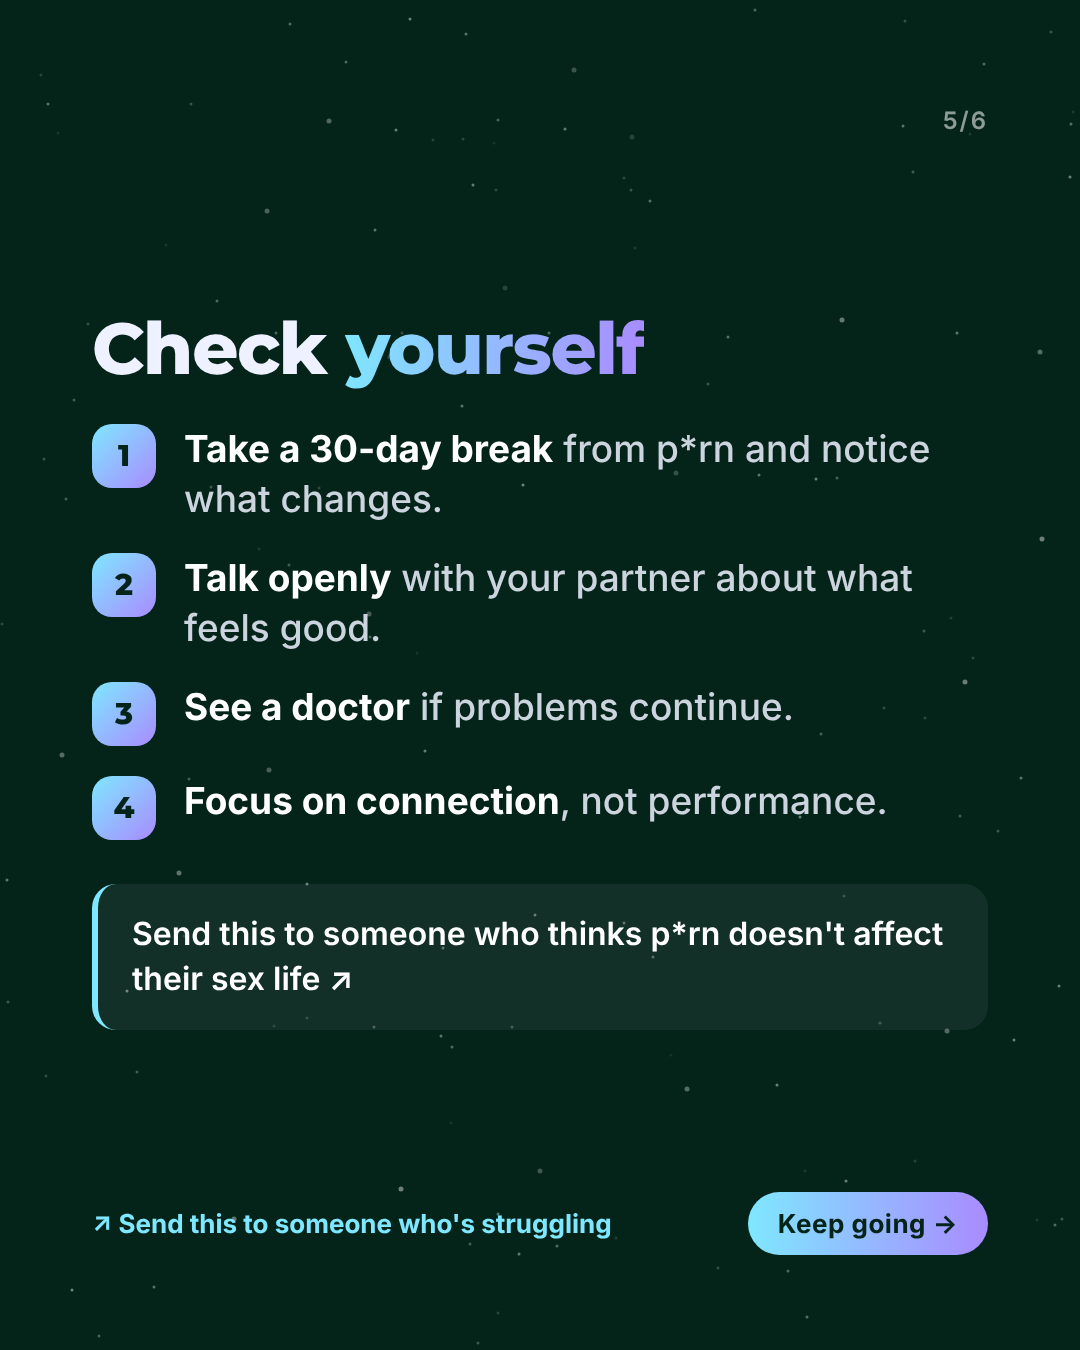 5/6
Check yourself
1 Take a 30-day break from p*rn and notice
what changes.
2 Talk openly with your partner about what
feels good.
3 See a doctor if problems continue.
4 Focus on connection, not performance.
Send this to someone who thinks p*rn doesn't affect
their sex life ↗
↗ Send this to someone who's struggling
Keep going →